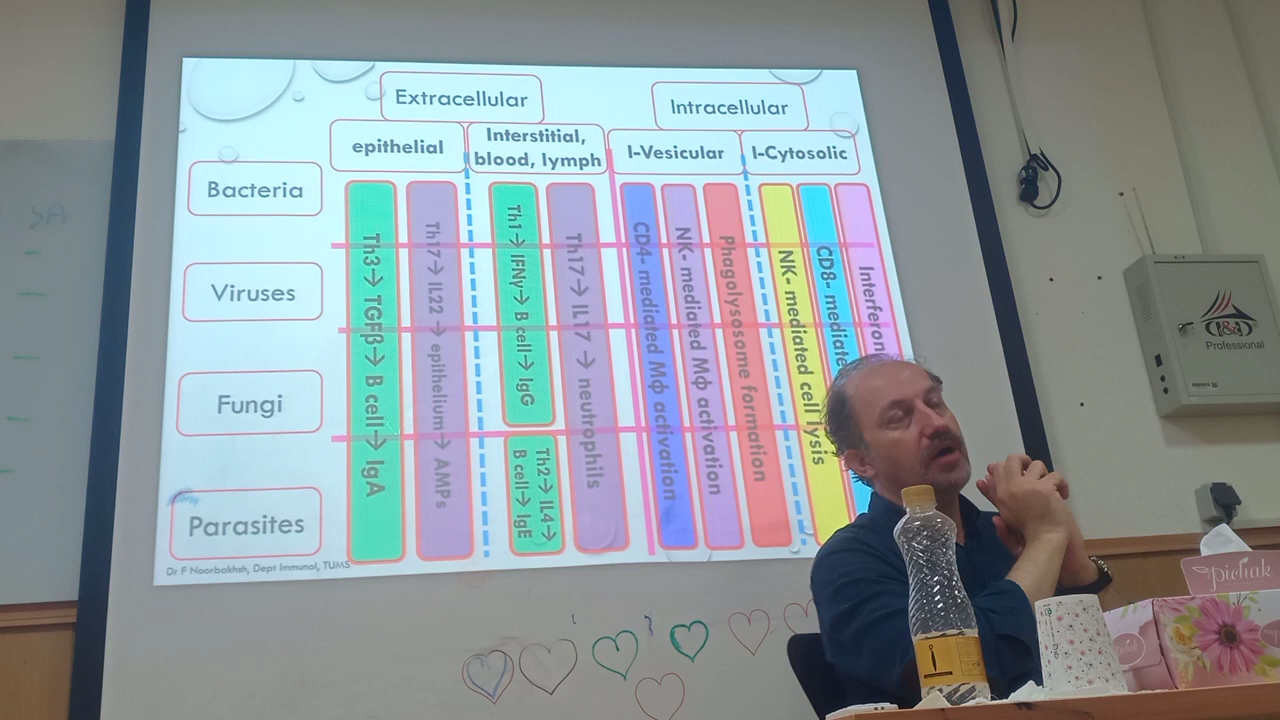 Extracellular
Intracellular
epithelial
Interstitial,
blood, lymph
I-Vesicular
I-Cytosolic
Bacteria
Viruses
Fungi
Parasites
Th3→ TGFβ→ B cell→ IgA
Th17→ IL22 → epithelium→ AMPs
Th1→ IFNγ→ B cell→ IgG
Th2→ IL4→
B cell→ IgE
Th17→ IL17 → neutrophils
CD4- mediated Mϕ activation
NK- mediated Mϕ activation
Phagolysosome formation
NK- mediated cell lysis
CD8- mediate
Interferon
Dr F Noorbakhsh, Dept Immunol, TUMS
SA
D&D
Professional
pichak